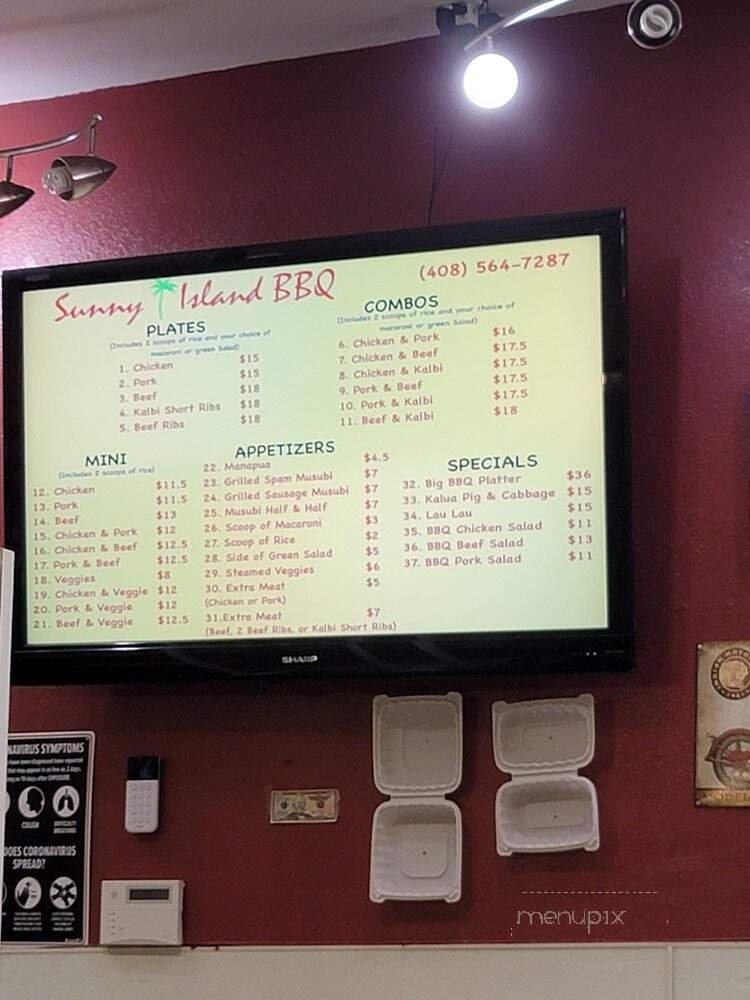 Sunny Island BBQ
(408) 564-7287
PLATES
(Includes 2 scoops of rice and your choice of
macaroni or green Salad)
1. Chicken $15
2. Pork $15
3. Beef $18
4. Kalbi Short Ribs $18
5. Beef Ribs $18
COMBOS
(Includes 2 scoops of rice and your choice of
macaroni or green Salad)
6. Chicken & Pork $16
7. Chicken & Beef $17.5
8. Chicken & Kalbi $17.5
9. Pork & Beef $17.5
10. Pork & Kalbi $17.5
11. Beef & Kalbi $18
MINI
(Includes 2 scoops of rice)
12. Chicken $11.5
13. Pork $11.5
14. Beef $13
15. Chicken & Pork $12
16. Chicken & Beef $12.5
17. Pork & Beef $12.5
18. Veggies $8
19. Chicken & Veggie $12
20. Pork & Veggie $12
21. Beef & Veggie $12.5
APPETIZERS
22. Manapua $4.5
23. Grilled Spam Musubi $7
24. Grilled Sausage Musubi $7
25. Musubi Half & Half $7
26. Scoop of Macaroni $3
27. Scoop of Rice $2
28. Side of Green Salad $5
29. Steamed Veggies $6
30. Extra Meat $5
(Chicken or Pork)
31.Extra Meat $7
(Beef, 2 Beef Ribs, or Kalbi Short Ribs)
SPECIALS
32. Big BBQ Platter $36
33. Kalua Pig & Cabbage $15
34. Lau Lau $15
35. BBQ Chicken Salad $11
36. BBQ Beef Salad $13
37. BBQ Pork Salad $11
SHARP
NAVIRUS SYMPTOMS
COUGH
DIFFICULTY
BREATHING
DOES CORONAVIRUS
SPREAD?
menupix